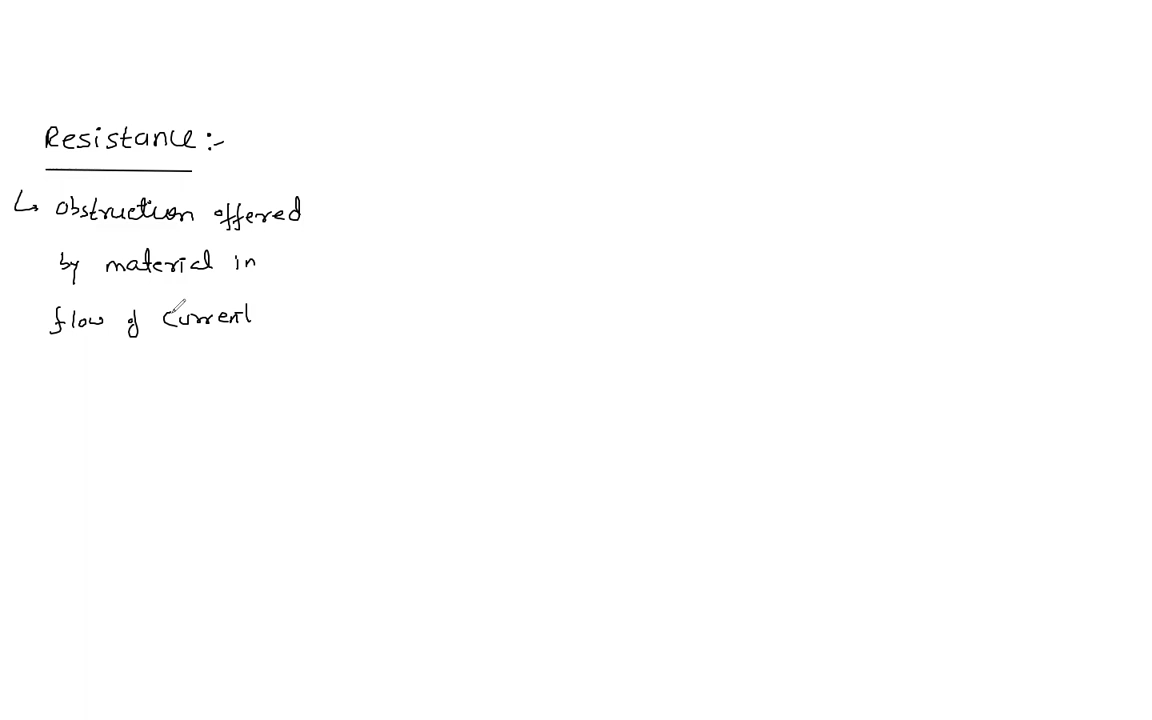 Resistance :-
↳ obstruction offered
by material in
flow of current